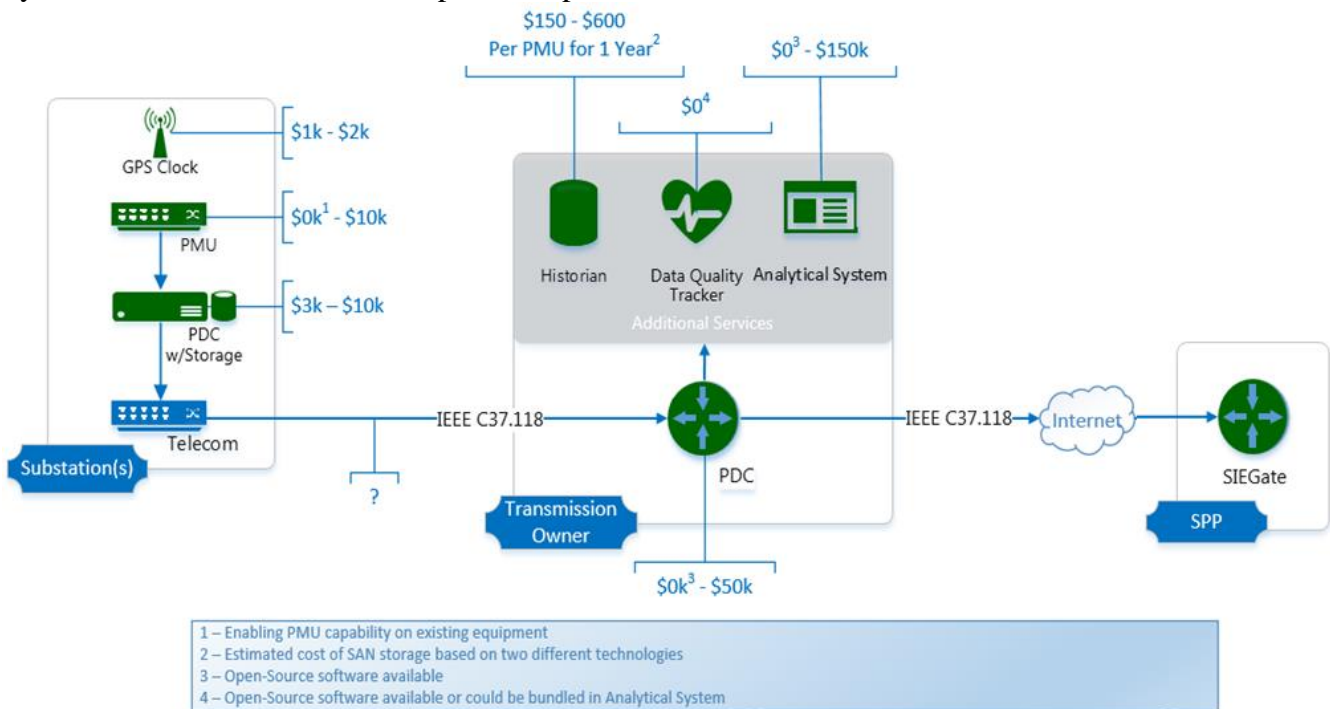 $150 - $600
Per PMU for 1 Year²
$0³ - $150k
$0⁴
GPS Clock
$1k - $2k
PMU
$0k¹ - $10k
PDC
w/Storage
$3k – $10k
Telecom
Substation(s)
?
IEEE C37.118
Historian
Data Quality
Tracker
Analytical System
Additional Services
PDC
Transmission
Owner
$0k³ - $50k
IEEE C37.118
Internet
SIEGate
SPP
1 – Enabling PMU capability on existing equipment
2 – Estimated cost of SAN storage based on two different technologies
3 – Open-Source software available
4 – Open-Source software available or could be bundled in Analytical System